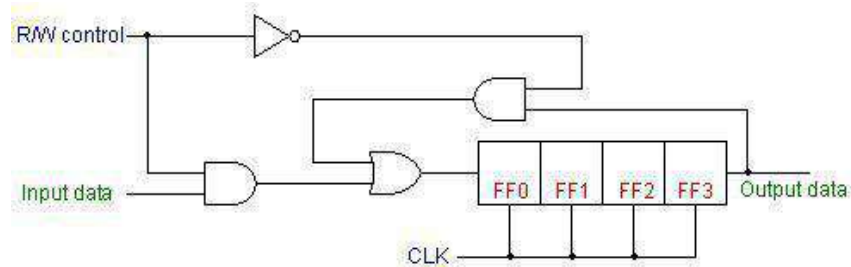 R/W control
FF0 FF1 FF2 FF3
Output data
Input data
CLK